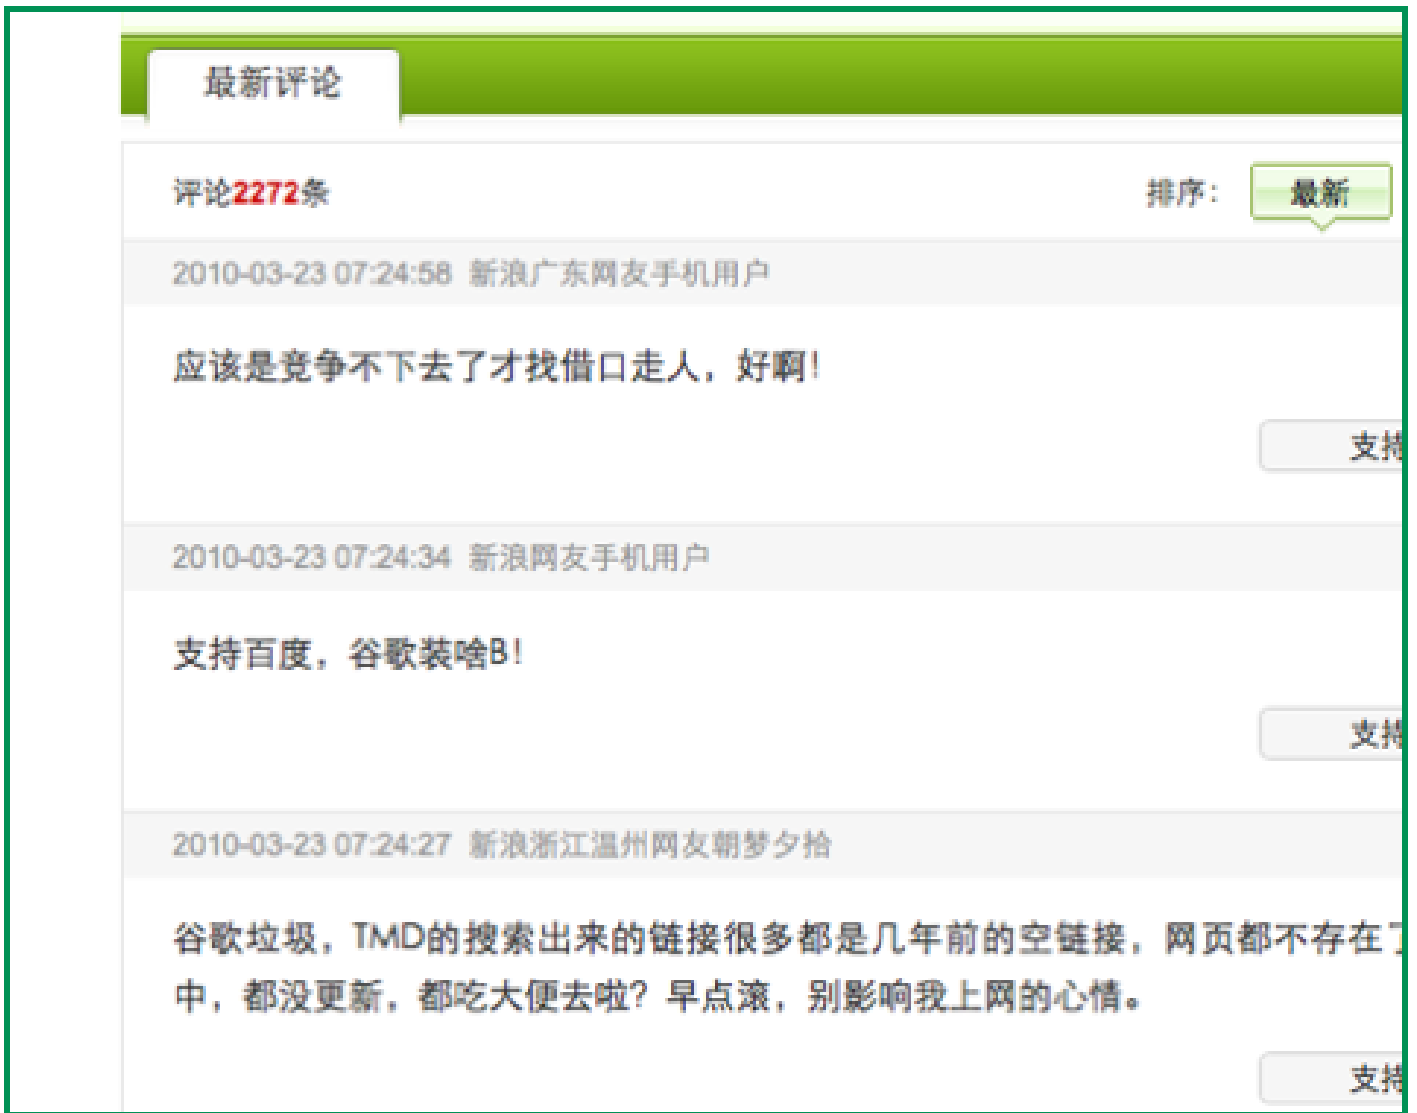 最新评论
评论2272条 排序： 最新
2010-03-23 07:24:58 新浪广东网友手机用户
应该是竞争不下去了才找借口走人，好啊！
支持
2010-03-23 07:24:34 新浪网友手机用户
支持百度，谷歌装啥B！
支持
2010-03-23 07:24:27 新浪浙江温州网友朝梦夕拾
谷歌垃圾，TMD的搜索出来的链接很多都是几年前的空链接，网页都不存在了
中，都没更新，都吃大便去啦？早点滚，别影响我上网的心情。
支持